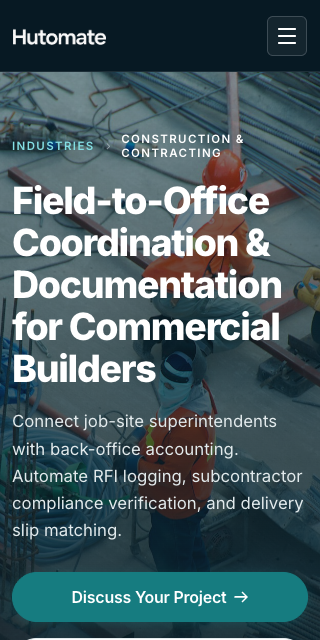 Hutomate
INDUSTRIES > CONSTRUCTION &
CONTRACTING
Field-to-Office
Coordination &
Documentation
for Commercial
Builders
Connect job-site superintendents
with back-office accounting.
Automate RFI logging, subcontractor
compliance verification, and delivery
slip matching.
Discuss Your Project →